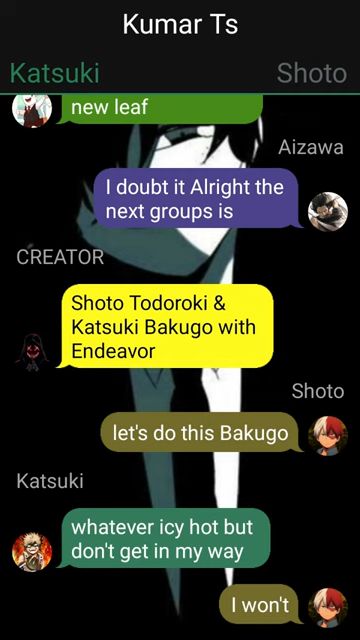 Kumar Ts
Katsuki
Shoto
new leaf
Aizawa
I doubt it Alright the
next groups is
CREATOR
Shoto Todoroki &
Katsuki Bakugo with
Endeavor
Shoto
let's do this Bakugo
Katsuki
whatever icy hot but
don't get in my way
I won't